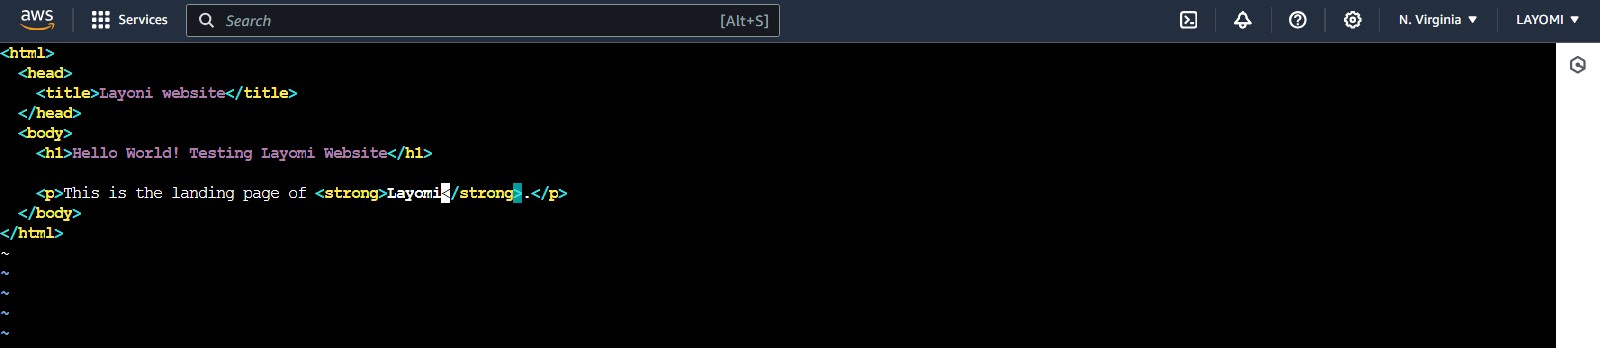 aws Services Search [Alt+S] N. Virginia LAYOMI
<html>
  <head>
    <title>Layoni website</title>
  </head>
  <body>
    <h1>Hello World! Testing Layomi Website</h1>

    <p>This is the landing page of <strong>Layomi</strong>.</p>
  </body>
</html>
~
~
~
~
~